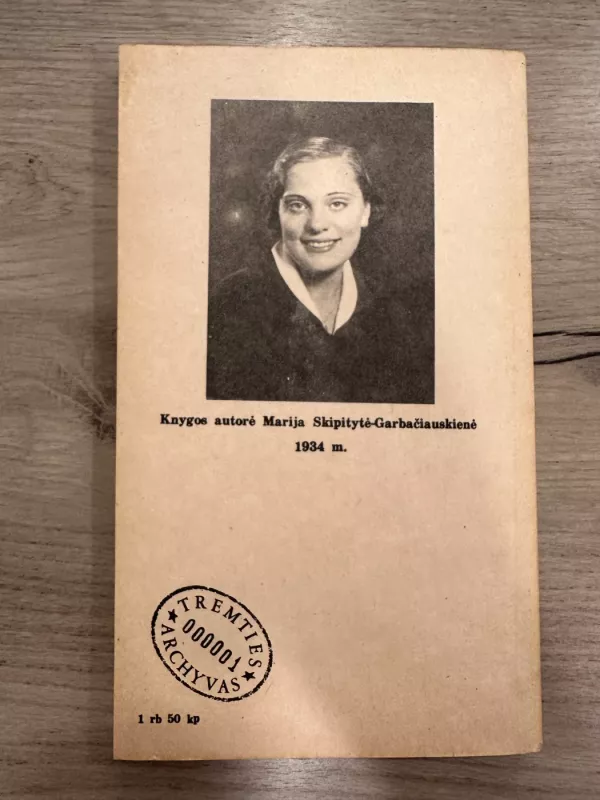 Knygos autorė Marija Skipitytė-Garbačiauskienė
1934 m.
TREMTIES
000001
ARCHYVAS
1 rb 50 kp